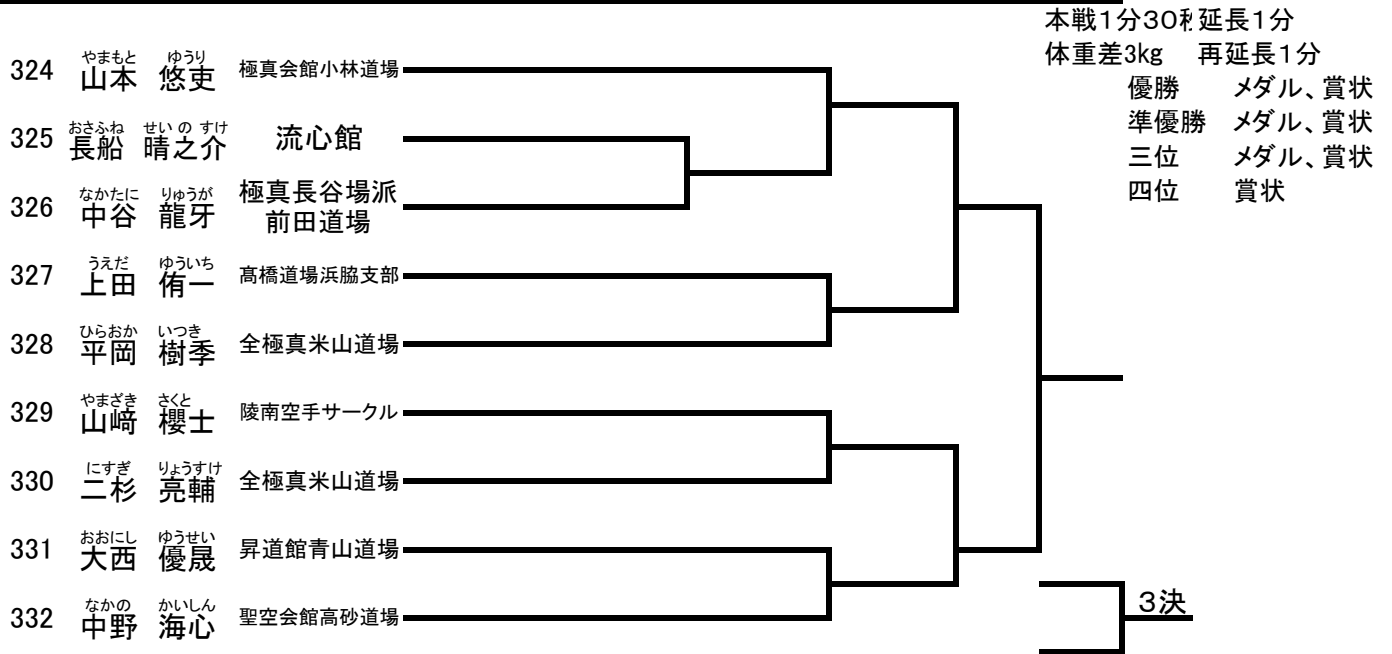 本戦1分30秒 延長1分
体重差3kg 再延長1分
優勝 メダル、賞状
準優勝 メダル、賞状
三位 メダル、賞状
四位 賞状
やまもと ゆうり
324 山本 悠吏 極真会館小林道場
おさふね せいのすけ
325 長船 晴之介 流心館
なかたに りゅうが
326 中谷 龍牙 極真長谷場派
前田道場
うえだ ゆういち
327 上田 侑一 髙橋道場浜脇支部
ひらおか いつき
328 平岡 樹季 全極真米山道場
やまざき さくと
329 山﨑 櫻士 陵南空手サークル
にすぎ りょうすけ
330 二杉 亮輔 全極真米山道場
おおにし ゆうせい
331 大西 優晟 昇道館青山道場
なかの かいしん
332 中野 海心 聖空会館高砂道場
3決